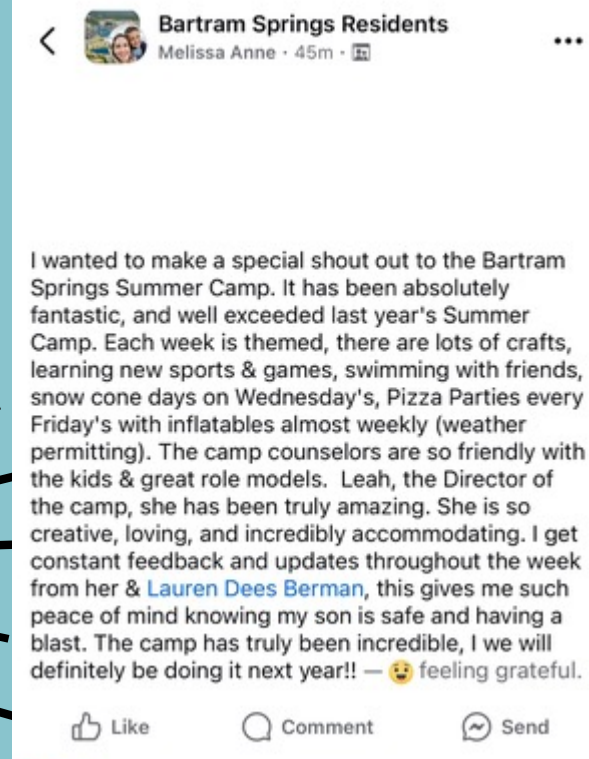 Bartram Springs Residents
Melissa Anne · 45m ·
I wanted to make a special shout out to the Bartram
Springs Summer Camp. It has been absolutely
fantastic, and well exceeded last year's Summer
Camp. Each week is themed, there are lots of crafts,
learning new sports & games, swimming with friends,
snow cone days on Wednesday's, Pizza Parties every
Friday's with inflatables almost weekly (weather
permitting). The camp counselors are so friendly with
the kids & great role models.  Leah, the Director of
the camp, she has been truly amazing. She is so
creative, loving, and incredibly accommodating. I get
constant feedback and updates throughout the week
from her & Lauren Dees Berman, this gives me such
peace of mind knowing my son is safe and having a
blast. The camp has truly been incredible, I we will
definitely be doing it next year!! — 😉 feeling grateful.
Like Comment Send